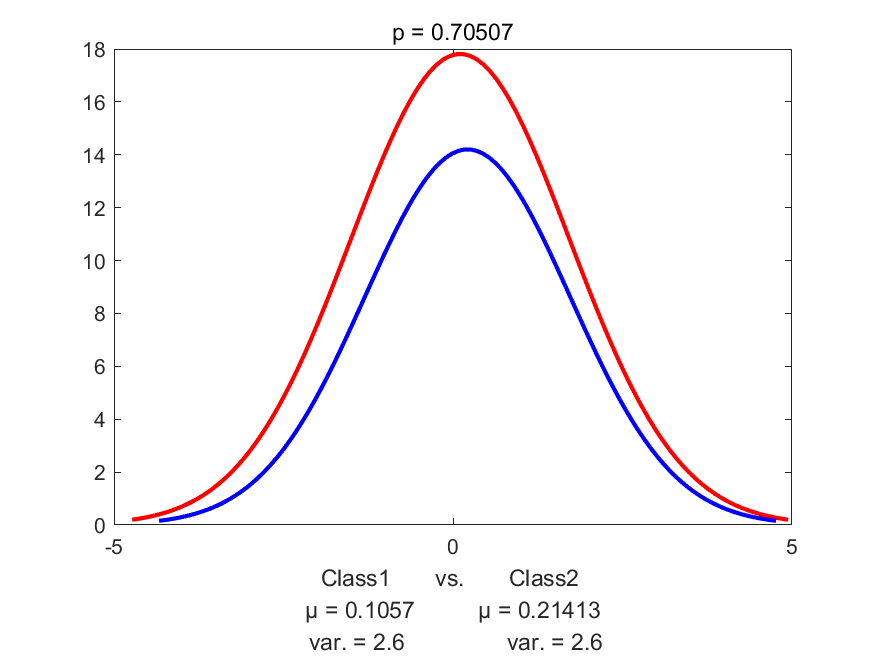 p = 0.70507
18
16
14
12
10
8
6
4
2
0
-5 0 5
Class1 vs. Class2
μ = 0.1057 μ = 0.21413
var. = 2.6 var. = 2.6